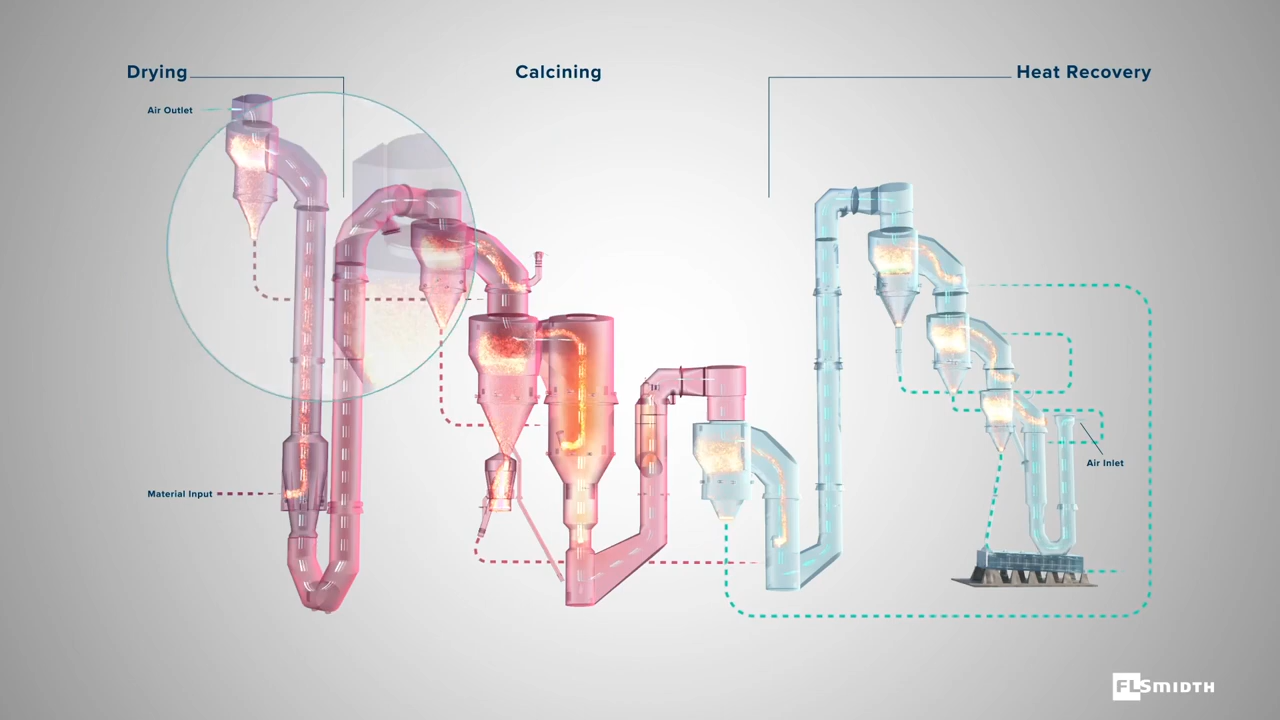 Drying
Calcining
Heat Recovery
Air Outlet
Air Inlet
Material Input
FLSMIDTH